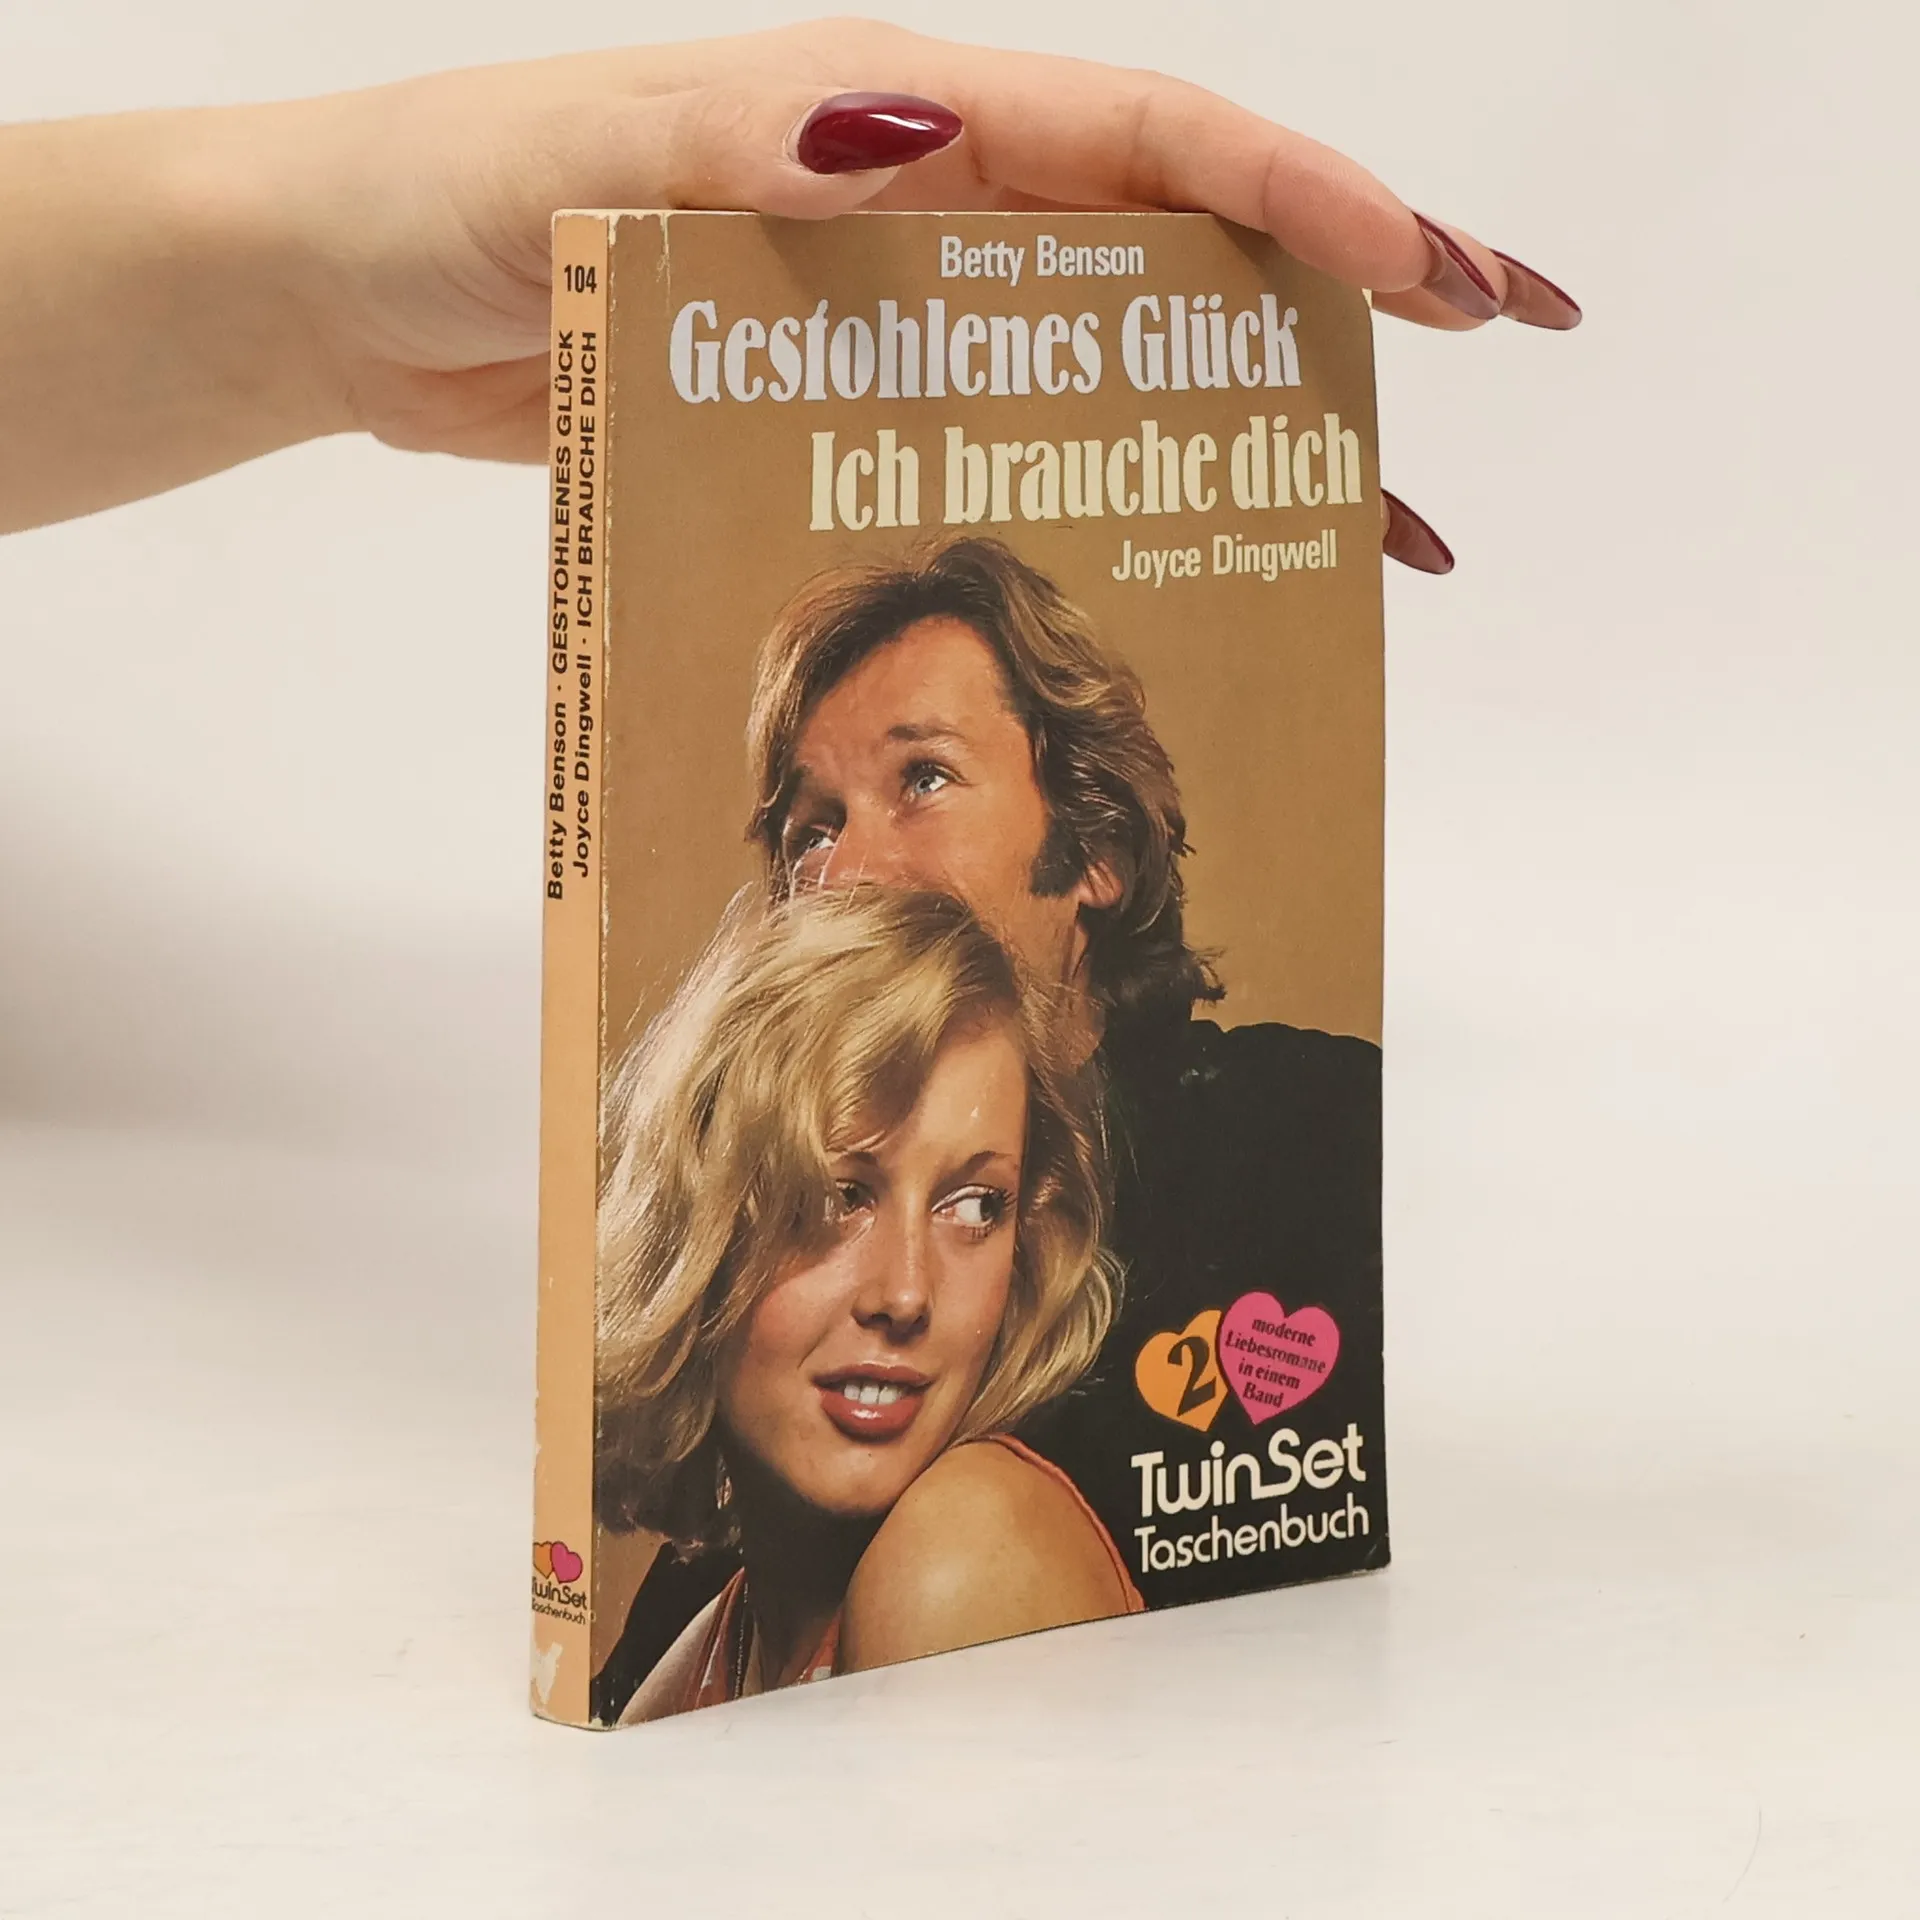 104
Betty Benson · GESTOHLENES GLÜCK
Joyce Dingwell · ICH BRAUCHE DICH
TwinSet
Taschenbuch
Betty Benson
Gestohlenes Glück
Ich brauche dich
Joyce Dingwell
2
moderne
Liebesromane
in einem
Band
TwinSet
Taschenbuch